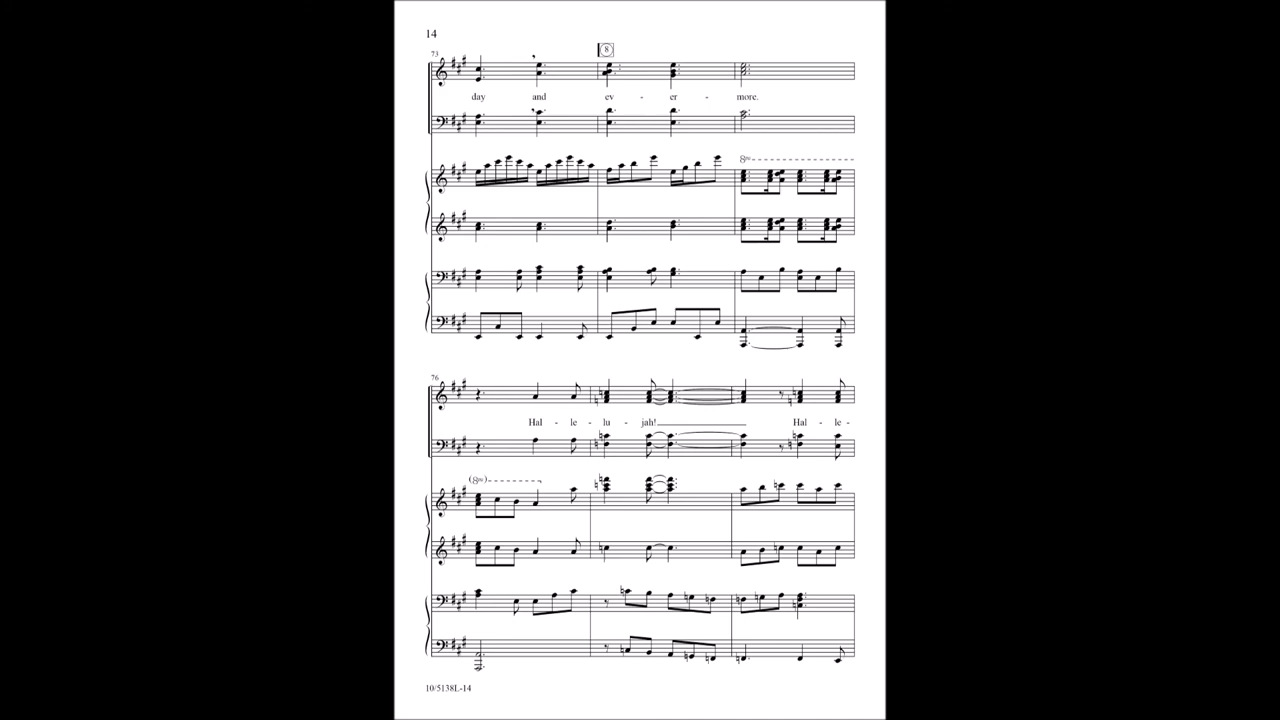 14
73
8
day and ev - er - more.
8va
76
Hal - le - lu - jah! Hal - le -
(8va)
10/5138L-14